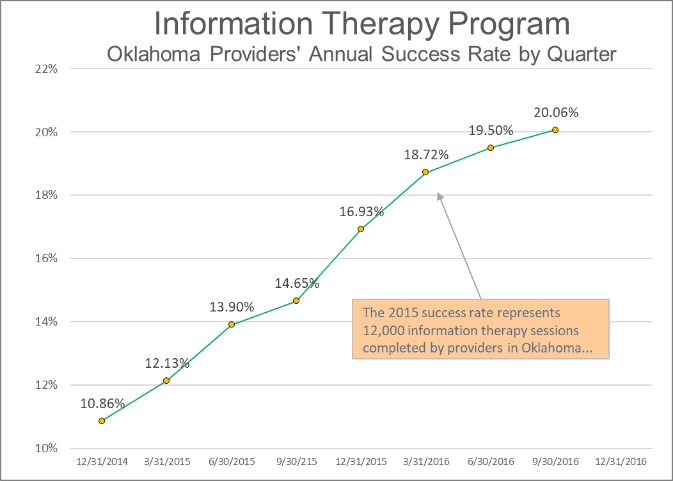 Information Therapy Program
Oklahoma Providers' Annual Success Rate by Quarter
22%
20%
18%
16%
14%
12%
10%
10.86%
12.13%
13.90%
14.65%
16.93%
18.72%
19.50%
20.06%
The 2015 success rate represents
12,000 information therapy sessions
completed by providers in Oklahoma...
12/31/2014 3/31/2015 6/30/2015 9/30/215 12/31/2015 3/31/2016 6/30/2016 9/30/2016 12/31/2016